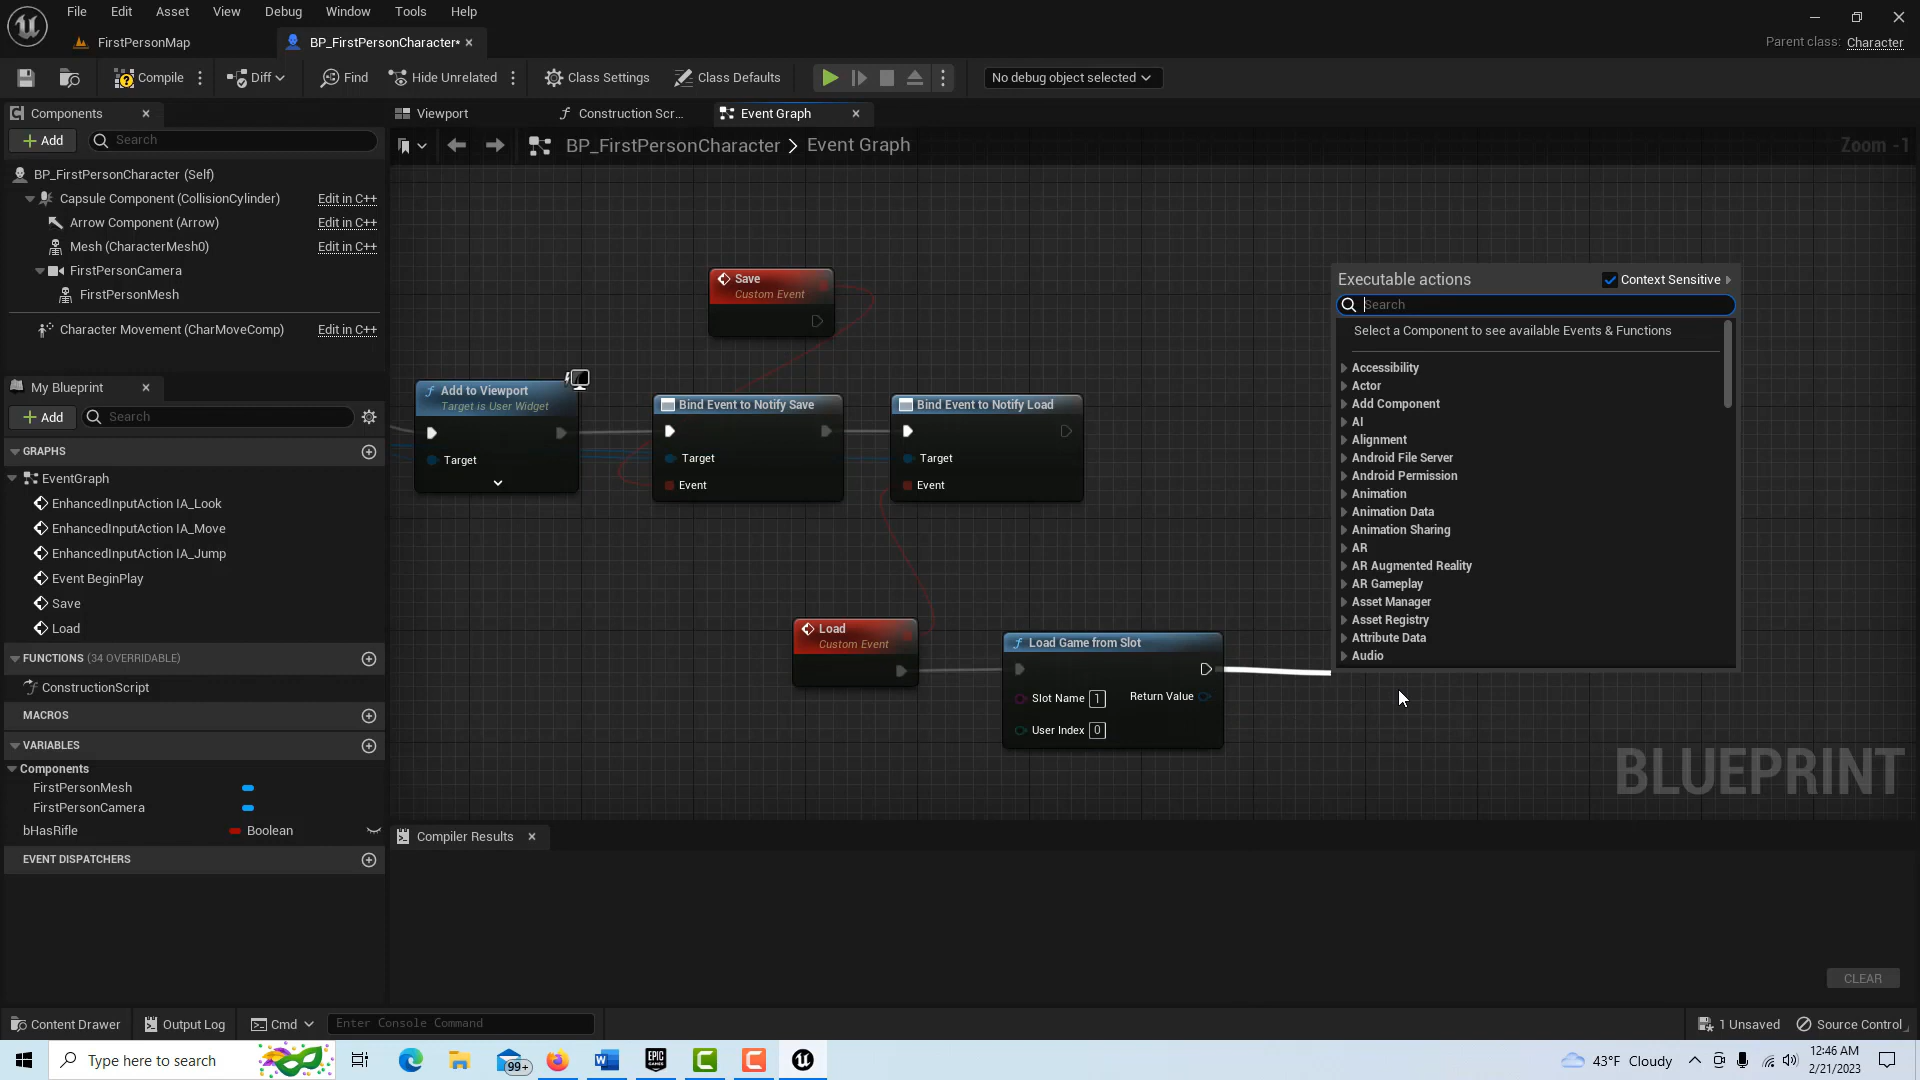 File Edit Asset View Debug Window Tools Help
FirstPersonMap BP_FirstPersonCharacter*
Parent class: Character
Compile Diff Find Hide Unrelated Class Settings Class Defaults No debug object selected
Components
Viewport Construction Scr... Event Graph
Add Search
BP_FirstPersonCharacter > Event Graph
Zoom -1
BP_FirstPersonCharacter (Self)
Capsule Component (CollisionCylinder) Edit in C++
Arrow Component (Arrow) Edit in C++
Mesh (CharacterMesh0) Edit in C++
FirstPersonCamera
FirstPersonMesh
Character Movement (CharMoveComp) Edit in C++
My Blueprint
Add Search
GRAPHS
EventGraph
EnhancedInputAction IA_Look
EnhancedInputAction IA_Move
EnhancedInputAction IA_Jump
Event BeginPlay
Save
Load
FUNCTIONS (34 OVERRIDABLE)
ConstructionScript
MACROS
VARIABLES
Components
FirstPersonMesh
FirstPersonCamera
bHasRifle Boolean
EVENT DISPATCHERS
Save
Custom Event
Add to Viewport
Target is User Widget
Target
Bind Event to Notify Save
Target
Event
Bind Event to Notify Load
Target
Event
Load
Custom Event
Load Game from Slot
Slot Name 1 Return Value
User Index 0
Executable actions Context Sensitive
Search
Select a Component to see available Events & Functions
Accessibility
Actor
Add Component
AI
Alignment
Android File Server
Android Permission
Animation
Animation Data
Animation Sharing
AR
AR Augmented Reality
AR Gameplay
Asset Manager
Asset Registry
Attribute Data
Audio
BLUEPRINT
Compiler Results
CLEAR
Content Drawer Output Log Cmd Enter Console Command
1 Unsaved Source Control
Type here to search
99+
EPIC GAMES
43°F Cloudy
12:46 AM
2/21/2023